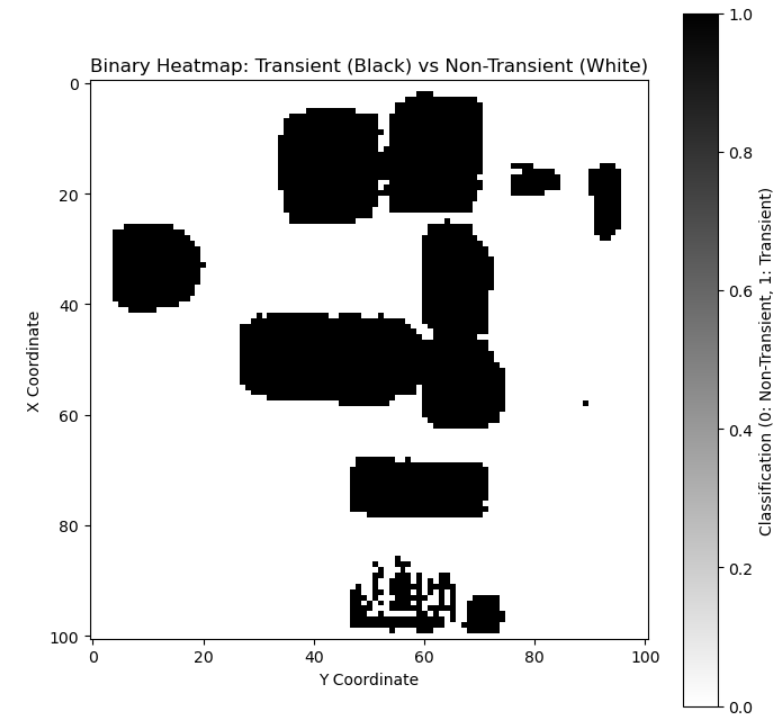 Binary Heatmap: Transient (Black) vs Non-Transient (White)
1.0
0.8
0.6
0.4
0.2
0.0
Classification (0: Non-Transient, 1: Transient)
0
20
40
60
80
100
X Coordinate
0 20 40 60 80 100
Y Coordinate